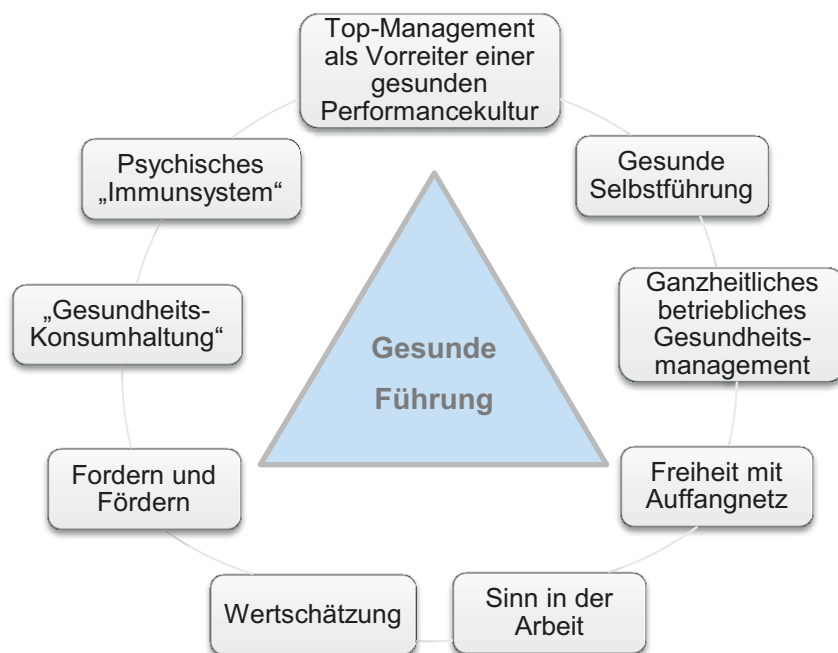 Top-Management
als Vorreiter einer
gesunden
Performancekultur
Gesunde
Selbstführung
Ganzheitliches
betriebliches
Gesundheits-
management
Freiheit mit
Auffangnetz
Sinn in der
Arbeit
Wertschätzung
Fordern und
Fördern
„Gesundheits-
Konsumhaltung“
Psychisches
„Immunsystem“
Gesunde
Führung